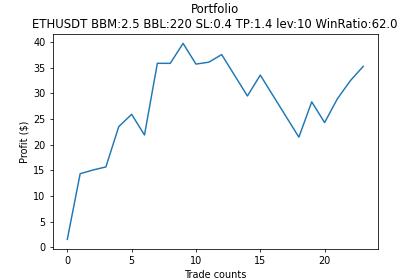 Portfolio
ETHUSDT BBM:2.5 BBL:220 SL:0.4 TP:1.4 lev:10 WinRatio:62.0
40
35
30
25
20
15
10
5
0
Profit ($)
0 5 10 15 20
Trade counts